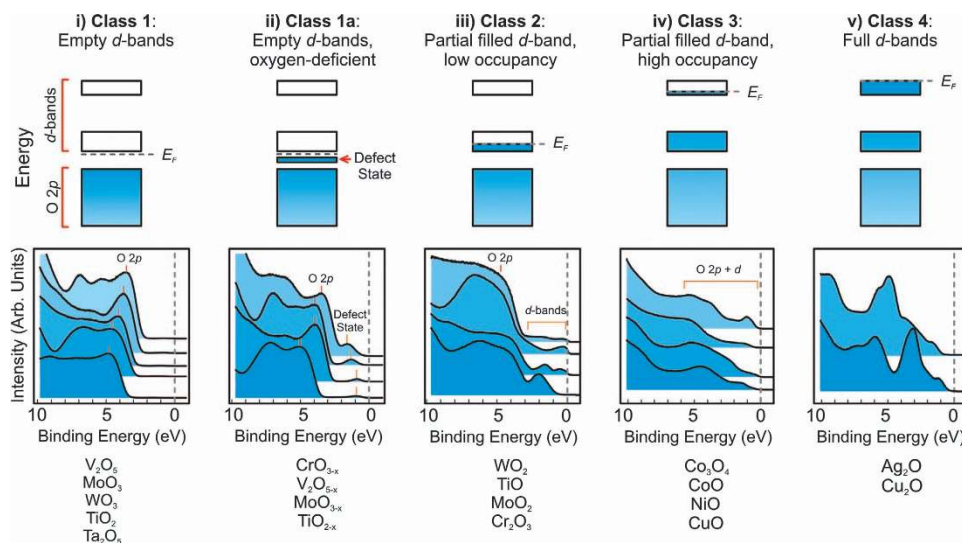 i) Class 1:
Empty d-bands
ii) Class 1a:
Empty d-bands,
oxygen-deficient
iii) Class 2:
Partial filled d-band,
low occupancy
iv) Class 3:
Partial filled d-band,
high occupancy
v) Class 4:
Full d-bands
Energy
d-bands
O 2p
E_F
Defect
State
E_F
E_F
E_F
Intensity (Arb. Units)
O 2p
10 5 0
Binding Energy (eV)
O 2p
Defect
State
10 5 0
Binding Energy (eV)
O 2p
d-bands
10 5 0
Binding Energy (eV)
O 2p + d
10 5 0
Binding Energy (eV)
10 5 0
Binding Energy (eV)
V₂O₅
MoO₃
WO₃
TiO₂
Ta₂O₅
CrO₃₋ₓ
V₂O₅₋ₓ
MoO₃₋ₓ
TiO₂₋ₓ
WO₂
TiO
MoO₂
Cr₂O₃
Co₃O₄
CoO
NiO
CuO
Ag₂O
Cu₂O